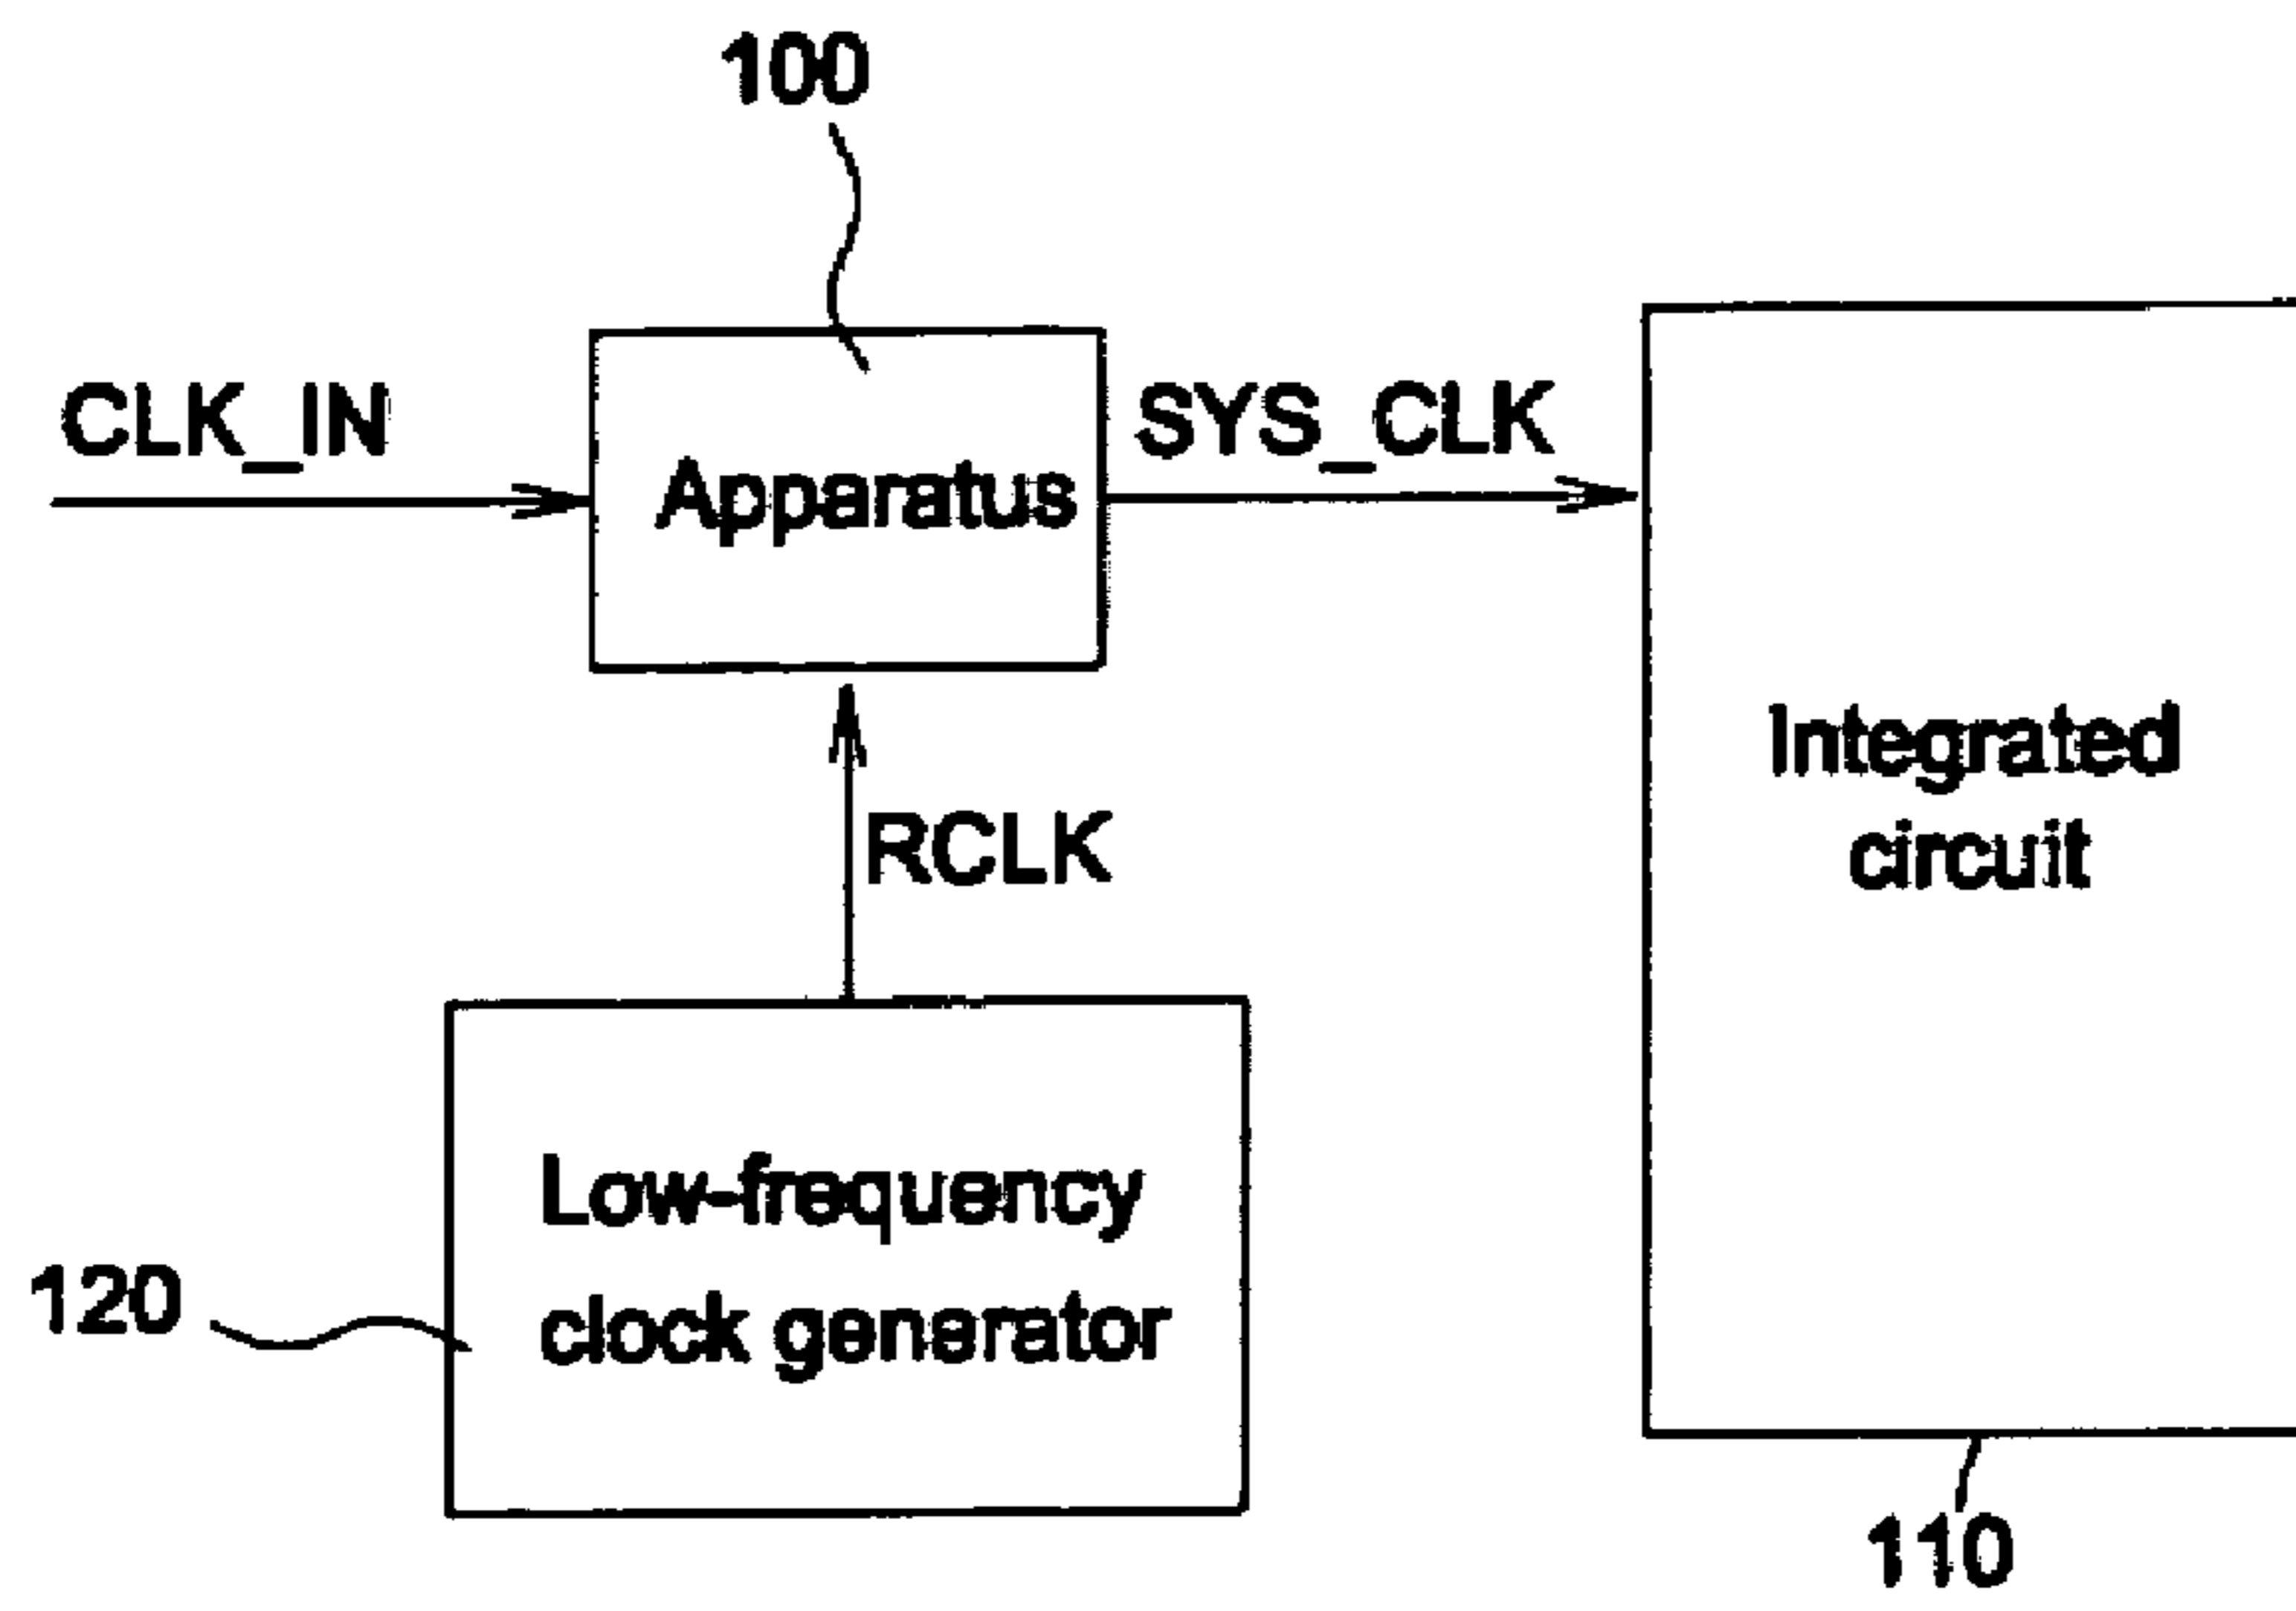 100
CLK_IN
Apparatus
SYS_CLK
RCLK
Integrated
circuit
Low-frequency
clock generator
120
110